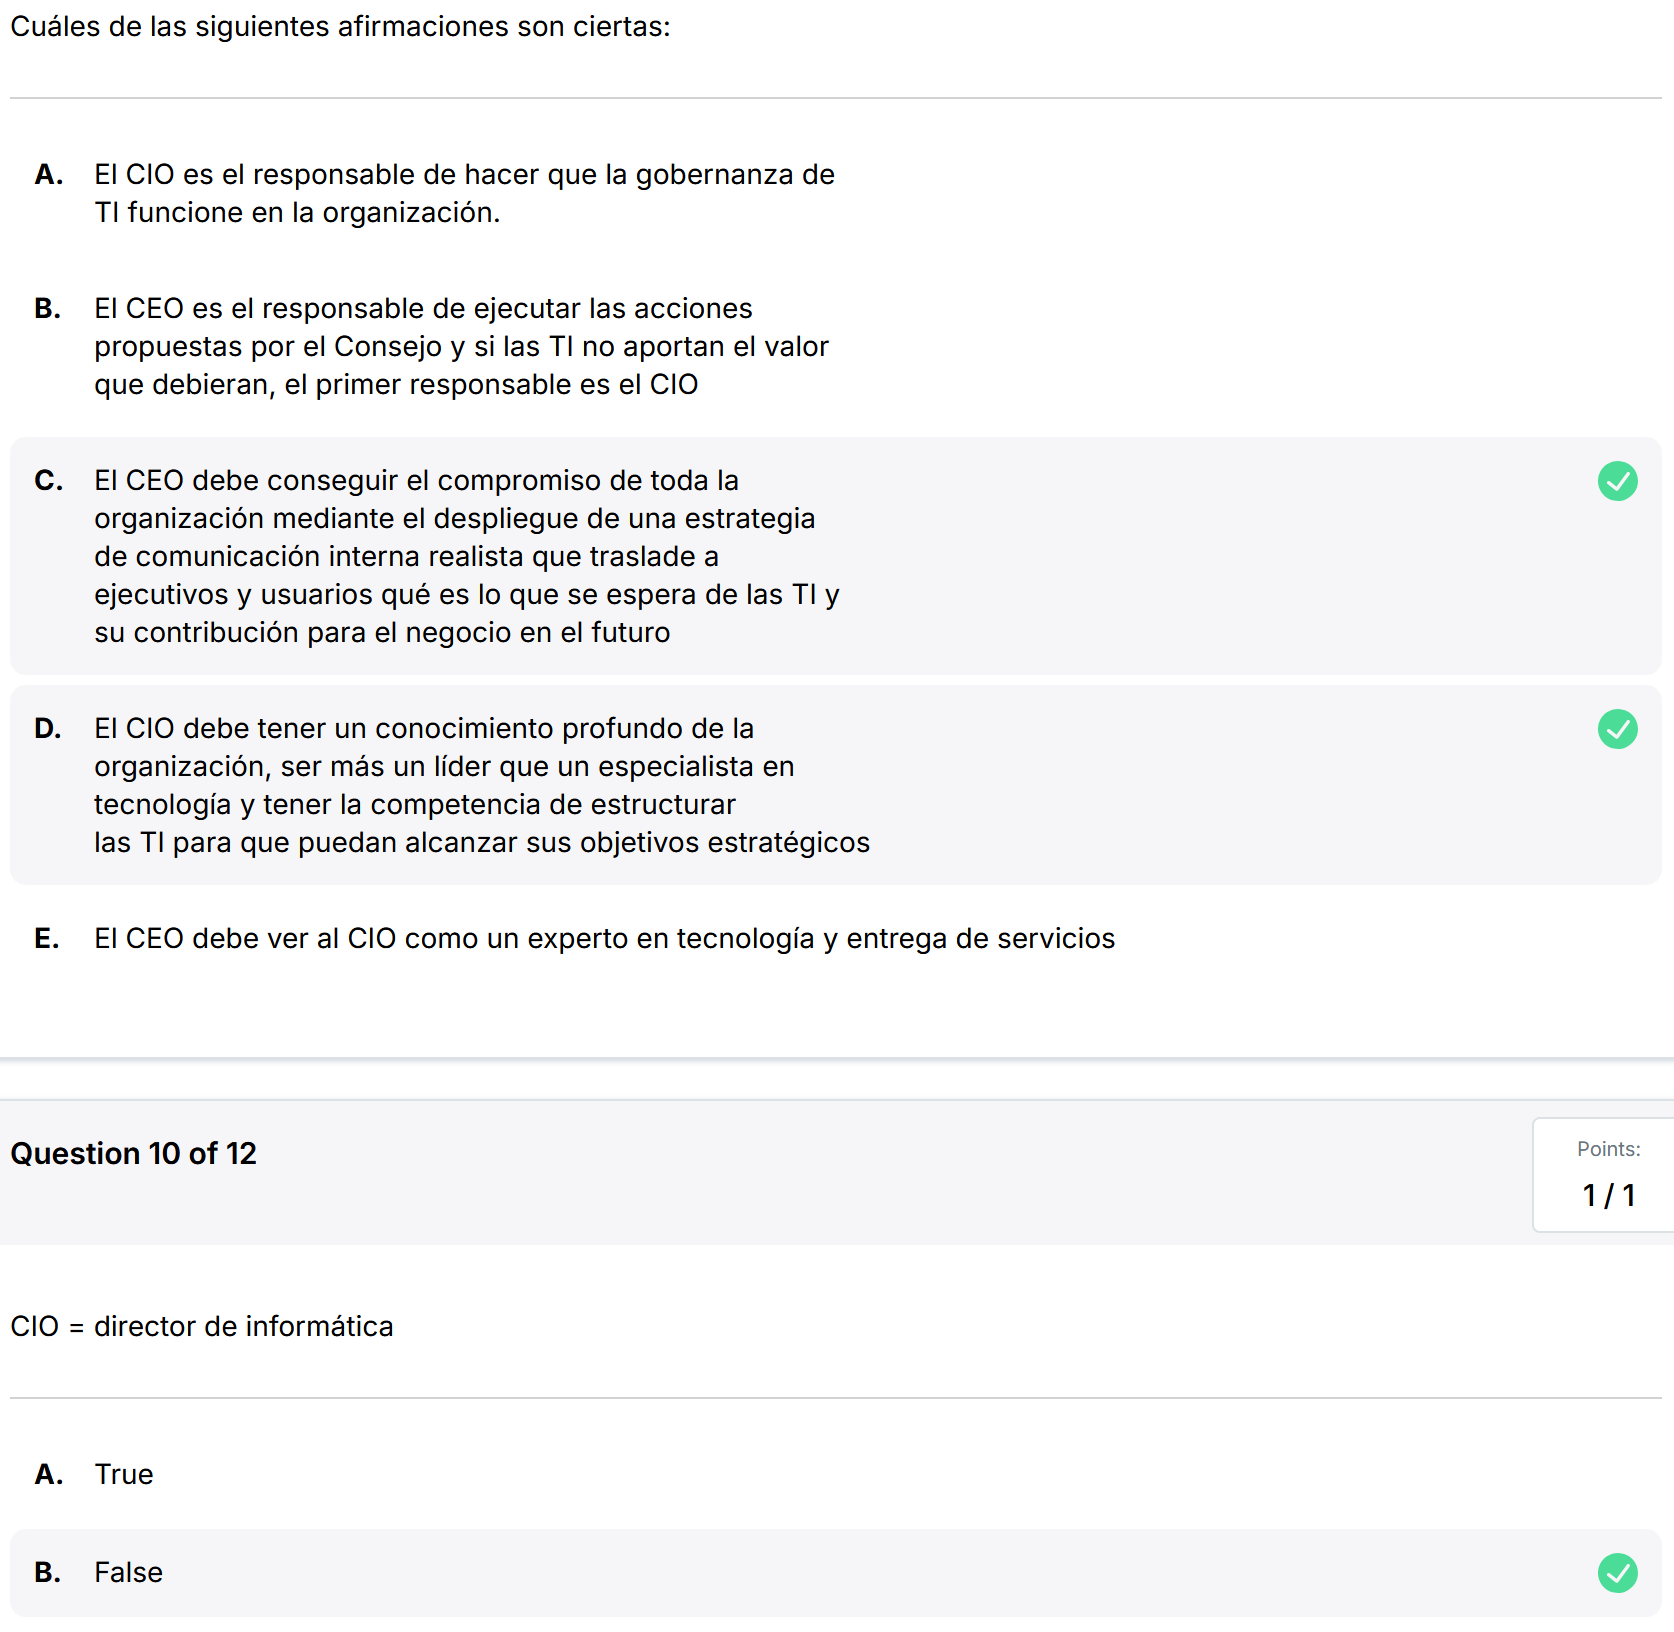 Cuáles de las siguientes afirmaciones son ciertas:
A. El CIO es el responsable de hacer que la gobernanza de
TI funcione en la organización.
B. El CEO es el responsable de ejecutar las acciones
propuestas por el Consejo y si las TI no aportan el valor
que debieran, el primer responsable es el CIO
C. El CEO debe conseguir el compromiso de toda la
organización mediante el despliegue de una estrategia
de comunicación interna realista que traslade a
ejecutivos y usuarios qué es lo que se espera de las TI y
su contribución para el negocio en el futuro
D. El CIO debe tener un conocimiento profundo de la
organización, ser más un líder que un especialista en
tecnología y tener la competencia de estructurar
las TI para que puedan alcanzar sus objetivos estratégicos
E. El CEO debe ver al CIO como un experto en tecnología y entrega de servicios
Question 10 of 12
Points:
1 / 1
CIO = director de informática
A. True
B. False